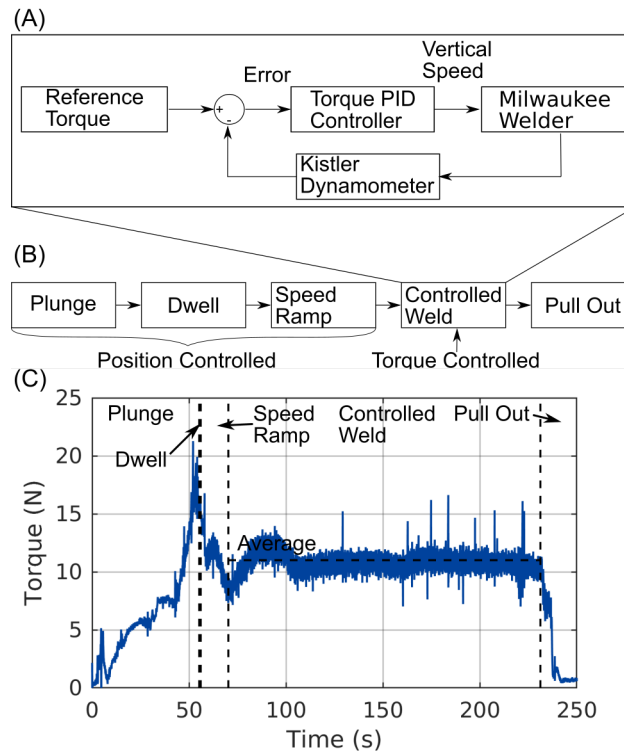 (A)
Reference
Torque
+
-
Error
Torque PID
Controller
Vertical
Speed
Milwaukee
Welder
Kistler
Dynamometer
(B)
Plunge
Dwell
Speed
Ramp
Controlled
Weld
Pull Out
Position Controlled
Torque Controlled
(C)
Plunge
Dwell
Speed
Ramp
Controlled
Weld
Pull Out
Average
Torque (N)
25
20
15
10
5
0
0 50 100 150 200 250
Time (s)